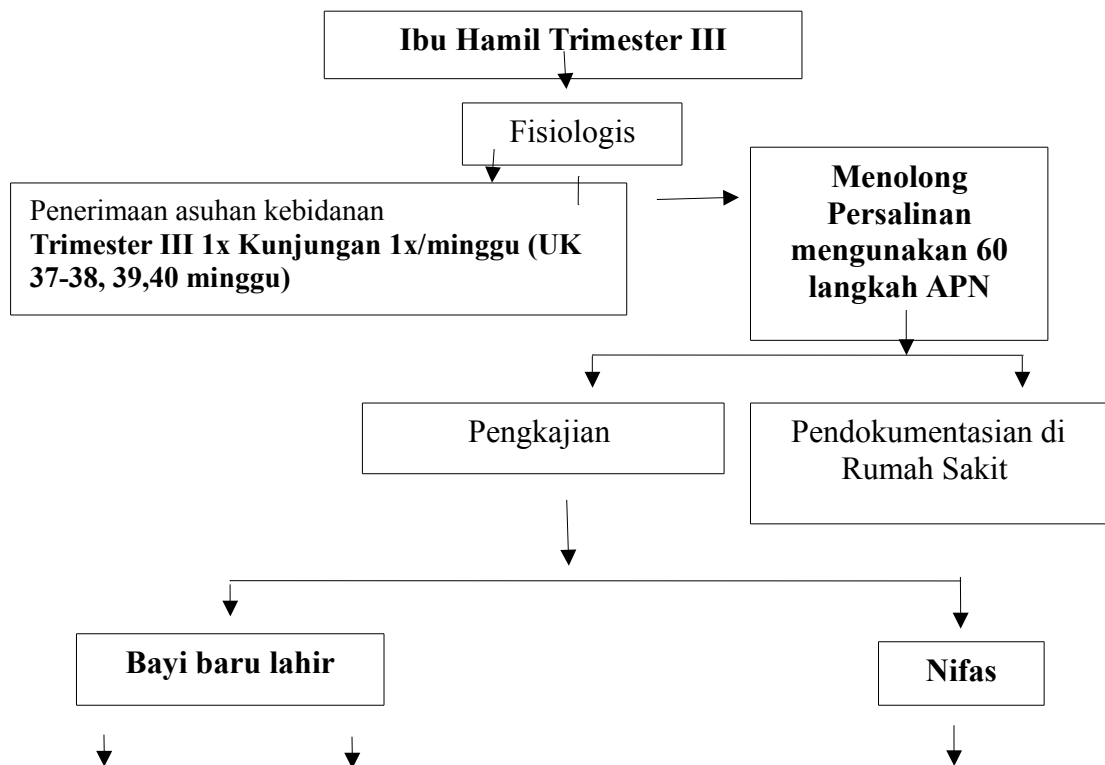 Ibu Hamil Trimester III
Fisiologis
Penerimaan asuhan kebidanan
Trimester III 1x Kunjungan 1x/minggu (UK
37-38, 39,40 minggu)
Menolong
Persalinan
mengunakan 60
langkah APN
Pengkajian
Pendokumentasian di
Rumah Sakit
Bayi baru lahir
Nifas